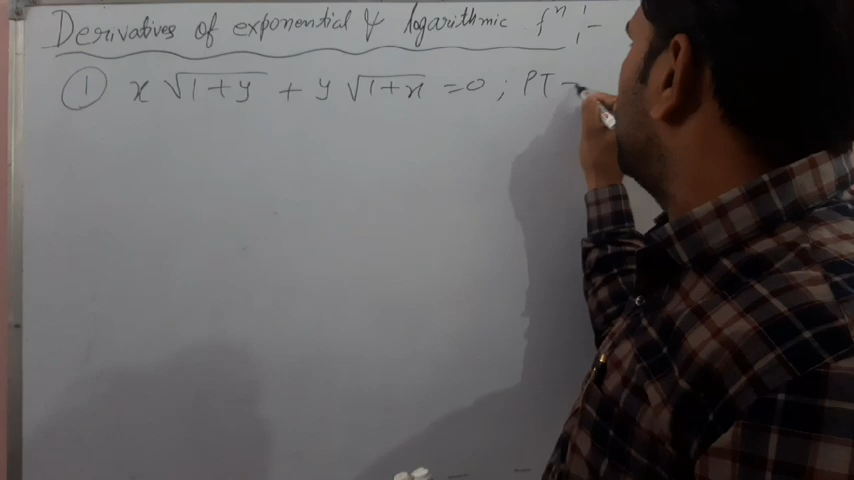 Derivatives of exponential & logarithmic fⁿ :-
① x √(1+y) + y √(1+x) =0 ; PT -